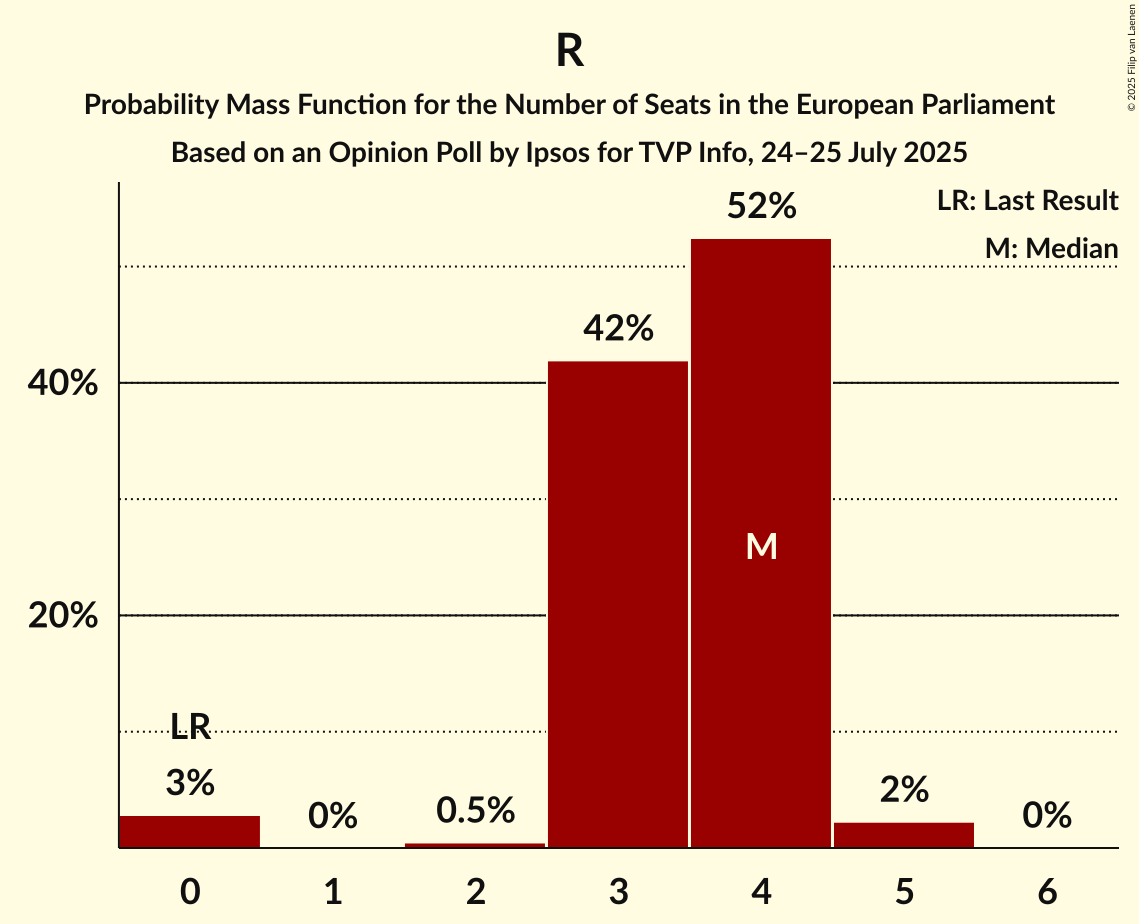 R
Probability Mass Function for the Number of Seats in the European Parliament
Based on an Opinion Poll by Ipsos for TVP Info, 24–25 July 2025
© 2025 Filip van Laenen
LR: Last Result
M: Median
52%
42%
40%
M
20%
LR
3%
0%
0.5%
2%
0%
0 1 2 3 4 5 6